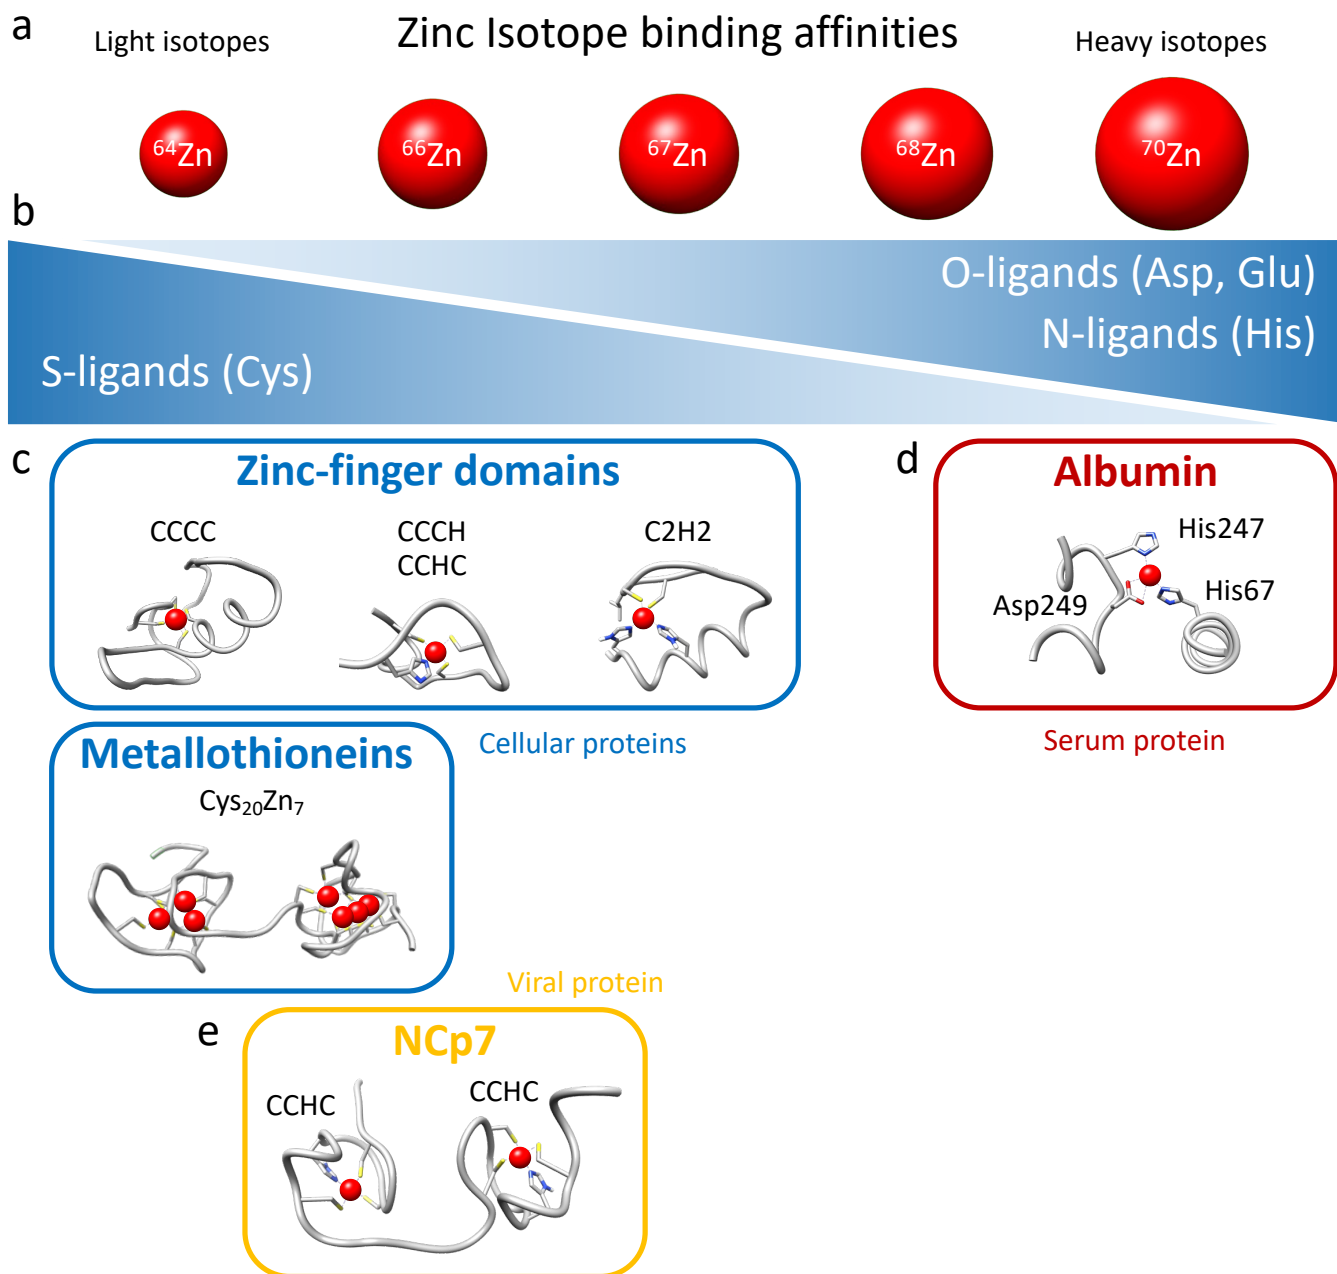 a
Zinc Isotope binding affinities
Light isotopes
Heavy isotopes
⁶⁴Zn
⁶⁶Zn
⁶⁷Zn
⁶⁸Zn
⁷⁰Zn
b
O-ligands (Asp, Glu)
N-ligands (His)
S-ligands (Cys)
c
Zinc-finger domains
CCCC
CCCH
CCHC
C2H2
d
Albumin
His247
Asp249
His67
Serum protein
Cellular proteins
Metallothioneins
Cys₂₀Zn₇
Viral protein
e
NCp7
CCHC
CCHC